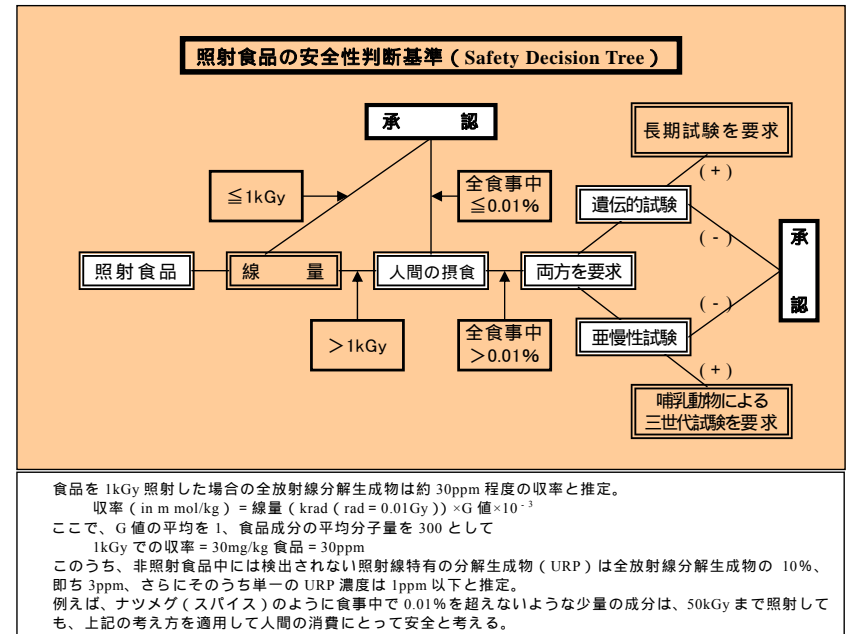 照射食品の安全性判断基準（Safety Decision Tree）
承　認
長期試験を要求
(+)
≦1kGy
全食事中
≦0.01%
遺伝的試験
(-)
承
認
照射食品
線　量
人間の摂食
両方を要求
(-)
＞1kGy
全食事中
＞0.01%
亜慢性試験
(+)
哺乳動物による
三世代試験を要求
食品を 1kGy 照射した場合の全放射線分解生成物は約 30ppm 程度の収率と推定。
収率（in m mol/kg）= 線量（krad（rad = 0.01Gy））×G 値×10⁻³
ここで、G 値の平均を 1、食品成分の平均分子量を 300 として
1kGy での収率 = 30mg/kg 食品 = 30ppm
このうち、非照射食品中には検出されない照射線特有の分解生成物（URP）は全放射線分解生成物の 10%、
即ち 3ppm、さらにそのうち単一の URP 濃度は 1ppm 以下と推定。
例えば、ナツメグ（スパイス）のように食事中で 0.01%を超えないような少量の成分は、50kGy まで照射して
も、上記の考え方を適用して人間の消費にとって安全と考える。